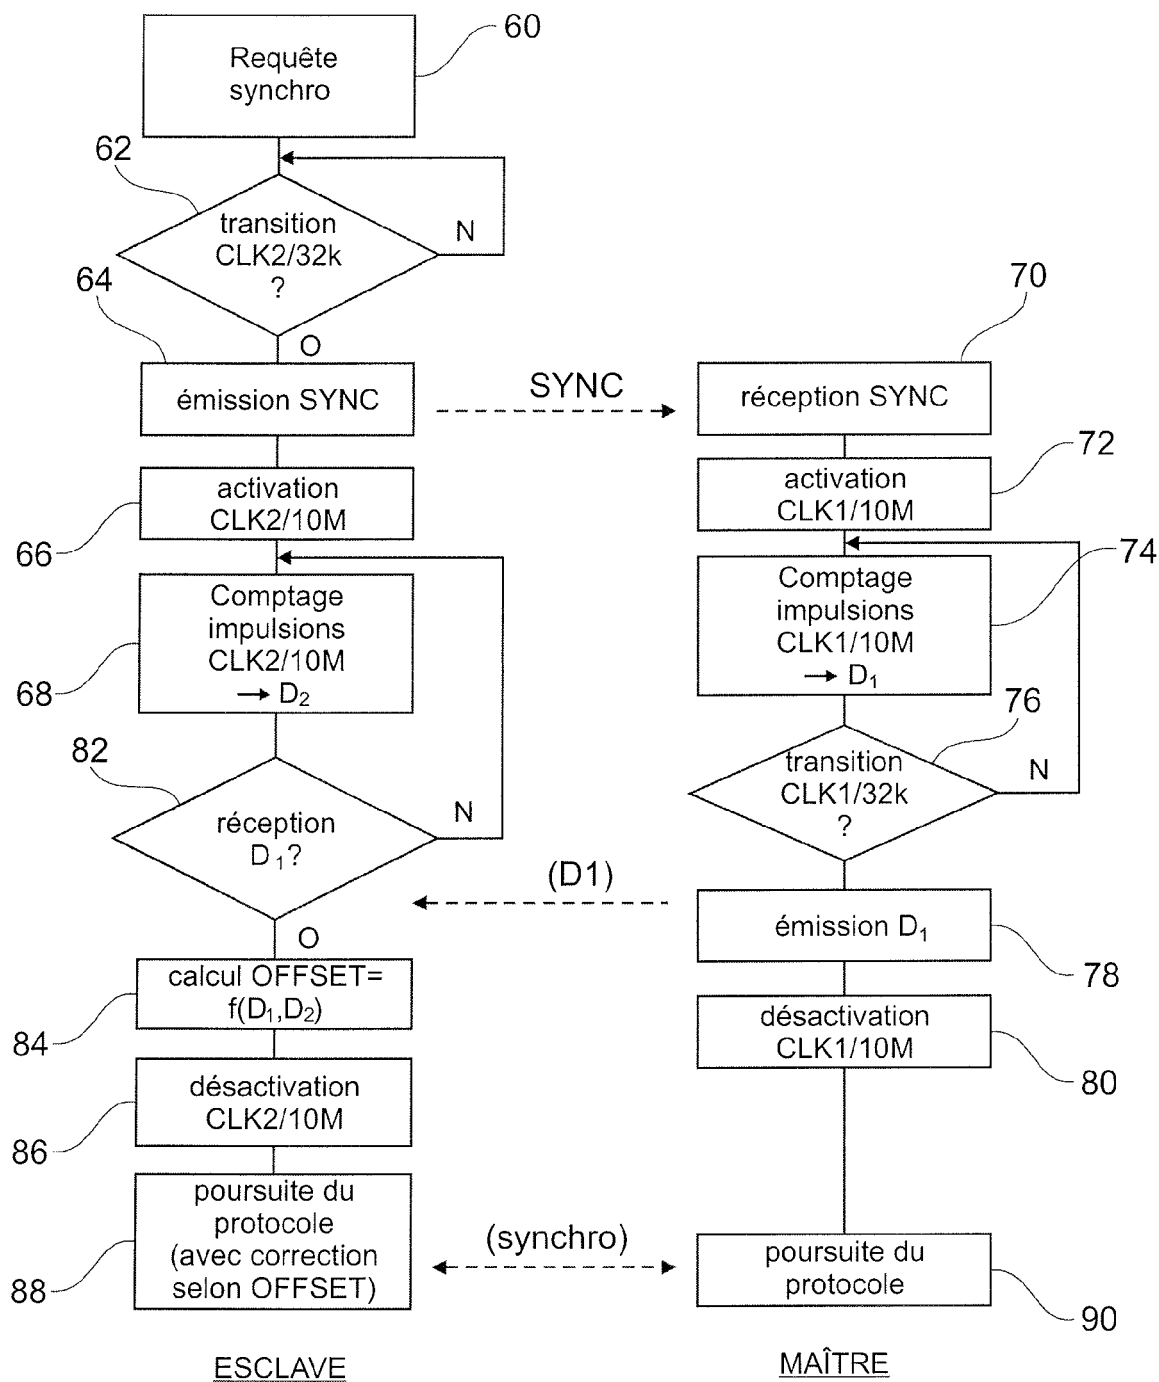 60
Requête
synchro
62
transition
CLK2/32k
?
N
O
64
émission SYNC
SYNC
70
réception SYNC
activation
CLK2/10M
66
72
activation
CLK1/10M
Comptage
impulsions
CLK2/10M
→ D₂
68
74
Comptage
impulsions
CLK1/10M
→ D₁
76
transition
CLK1/32k
?
N
82
réception
D₁?
N
O
(D1)
émission D₁
78
calcul OFFSET=
f(D₁,D₂)
84
désactivation
CLK1/10M
80
désactivation
CLK2/10M
86
poursuite du
protocole
(avec correction
selon OFFSET)
88
(synchro)
poursuite du
protocole
90
ESCLAVE
MAÎTRE